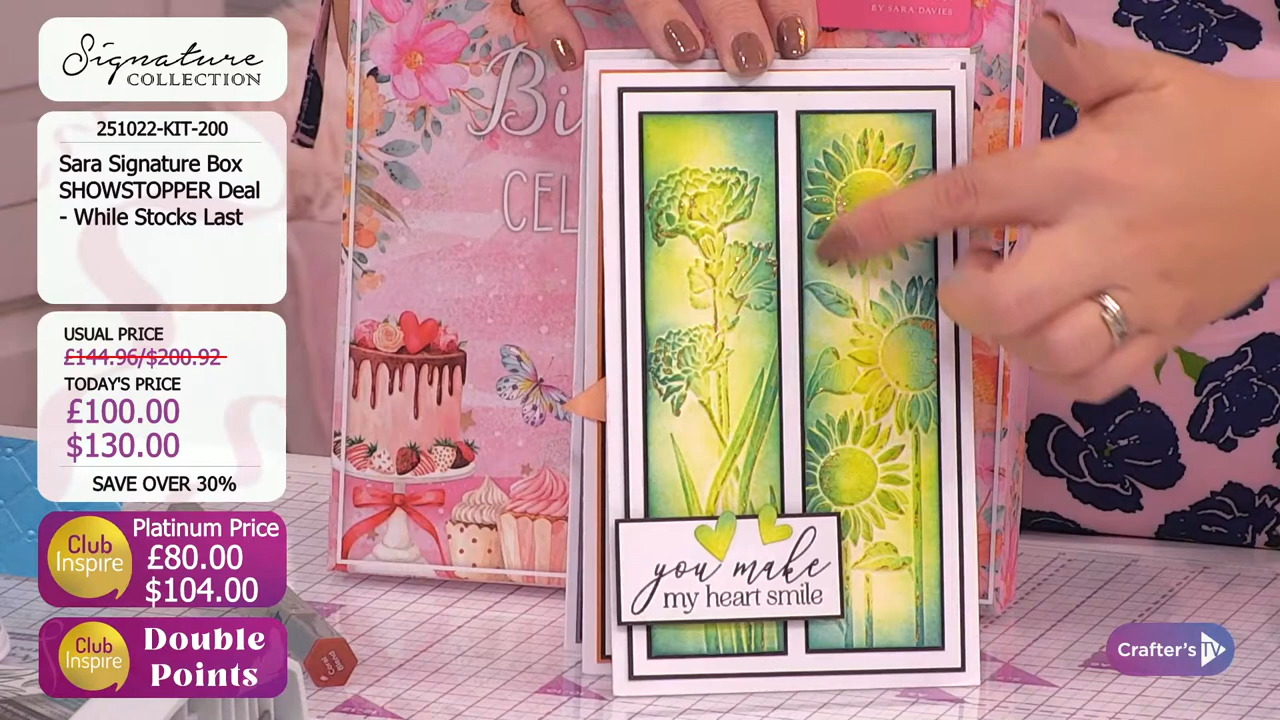 Signature
COLLECTION
251022-KIT-200
Sara Signature Box
SHOWSTOPPER Deal
- While Stocks Last
USUAL PRICE
£144.96/$200.92
TODAY'S PRICE
£100.00
$130.00
SAVE OVER 30%
Club
Inspire
Platinum Price
£80.00
$104.00
Club
Inspire
Double
Points
BY SARA DAVIES
Bi
CEL
you make
my heart smile
Crafter's TV